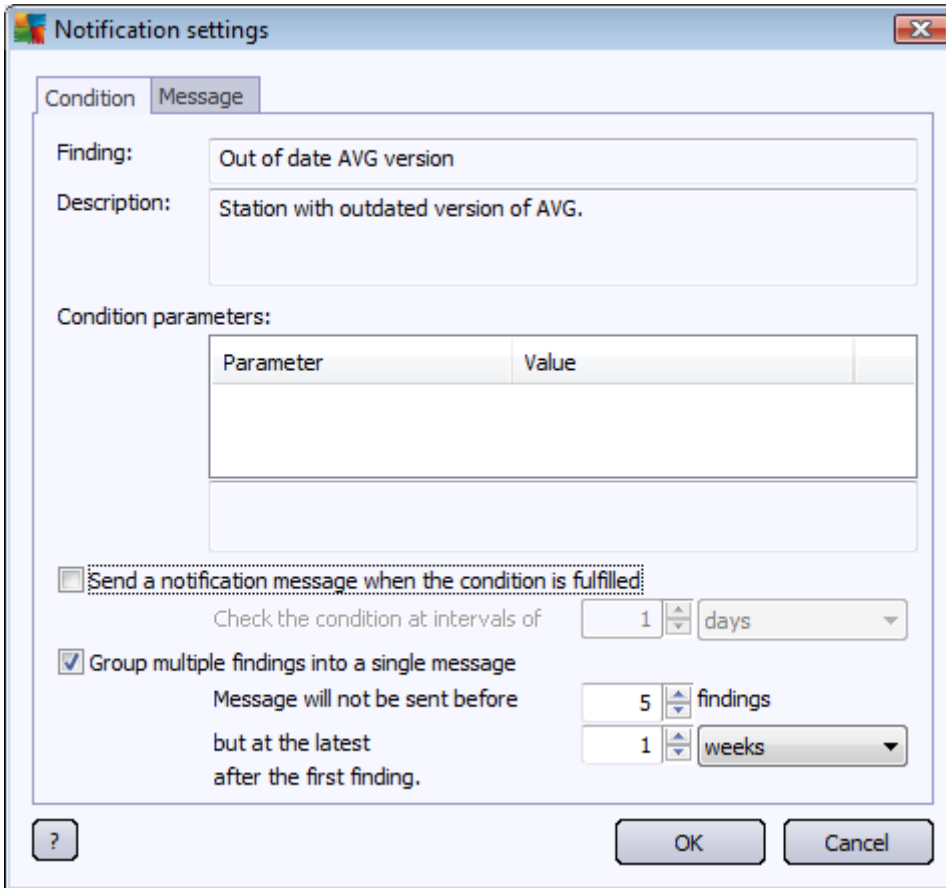 Notification settings
Condition Message
Finding: Out of date AVG version
Description: Station with outdated version of AVG.
Condition parameters:
Parameter Value
Send a notification message when the condition is fulfilled
Check the condition at intervals of 1 days
Group multiple findings into a single message
Message will not be sent before 5 findings
but at the latest 1 weeks
after the first finding.
? OK Cancel